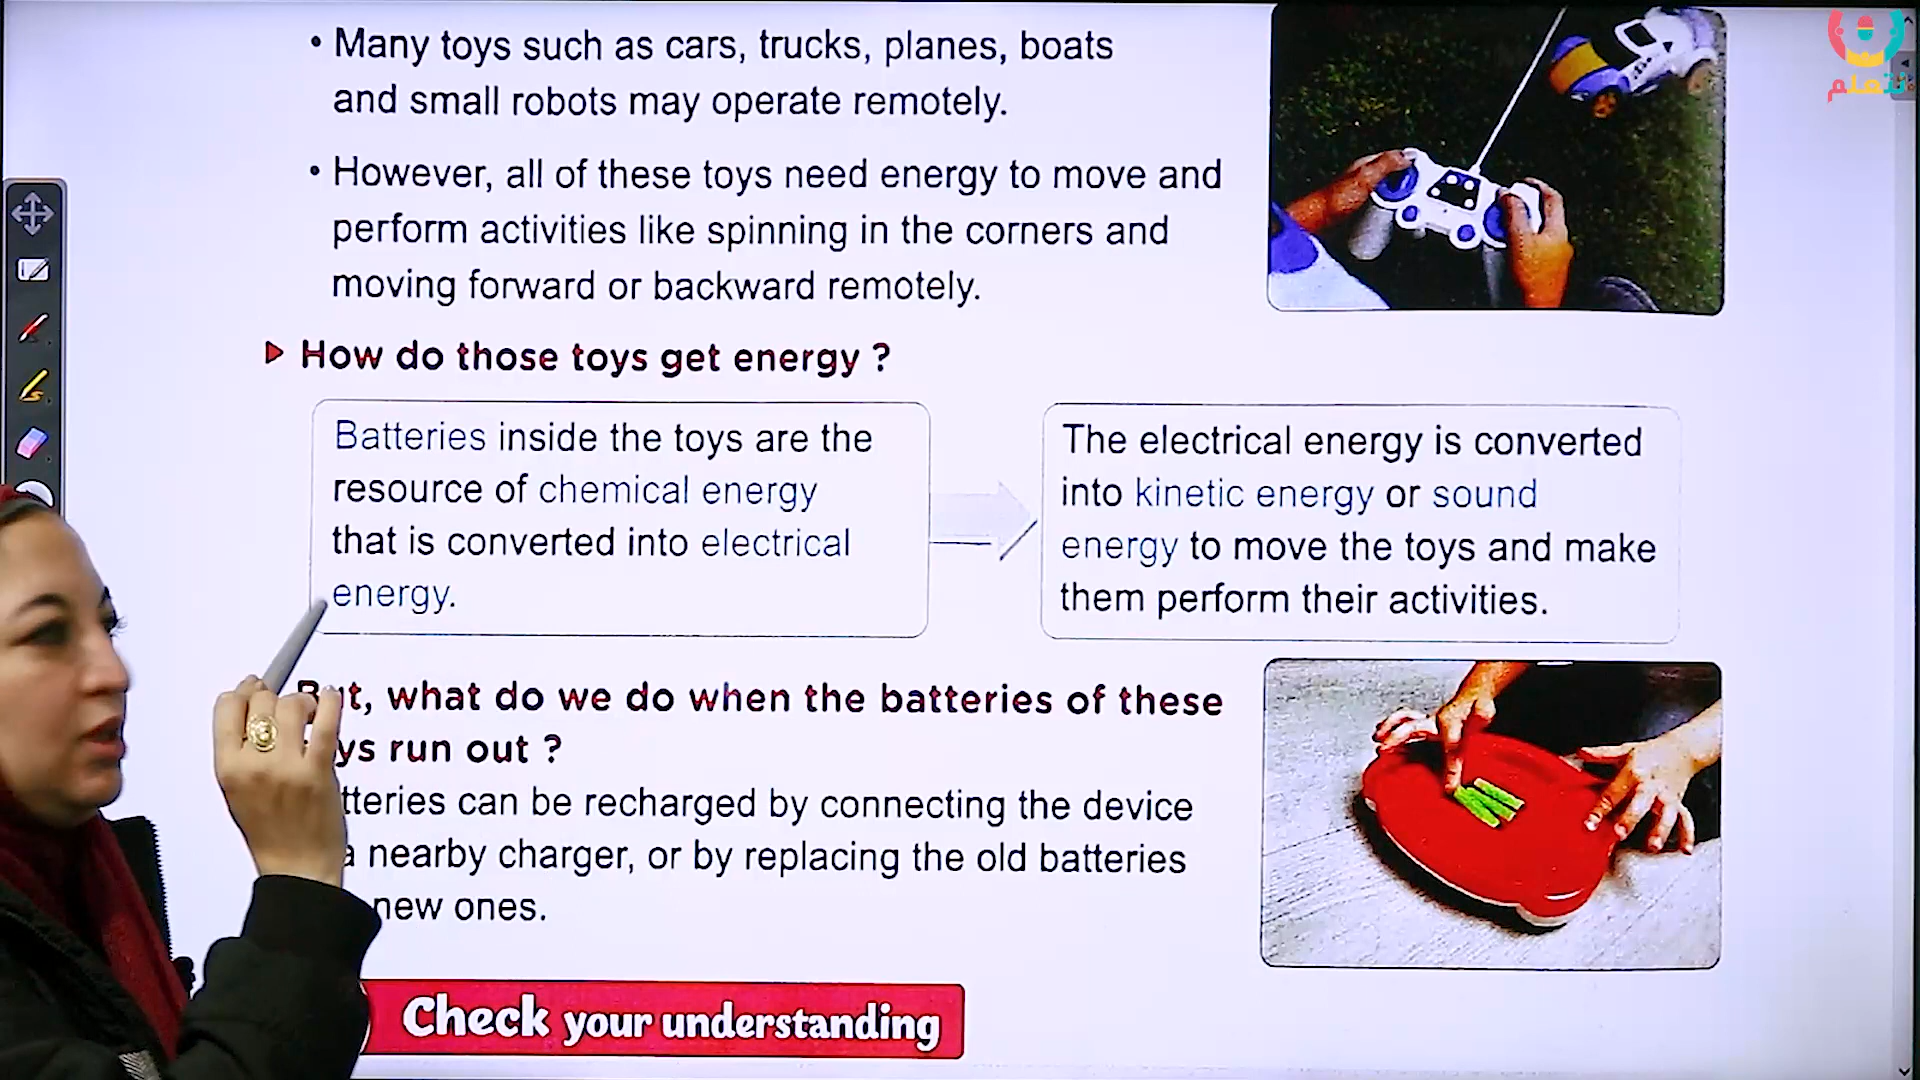 • Many toys such as cars, trucks, planes, boats
and small robots may operate remotely.
• However, all of these toys need energy to move and
perform activities like spinning in the corners and
moving forward or backward remotely.
How do those toys get energy ?
Batteries inside the toys are the
resource of chemical energy
that is converted into electrical
energy.
The electrical energy is converted
into kinetic energy or sound
energy to move the toys and make
them perform their activities.
what do we do when the batteries of these
run out ?
can be recharged by connecting the device
a nearby charger, or by replacing the old batteries
new ones.
Check your understanding
نتعلم